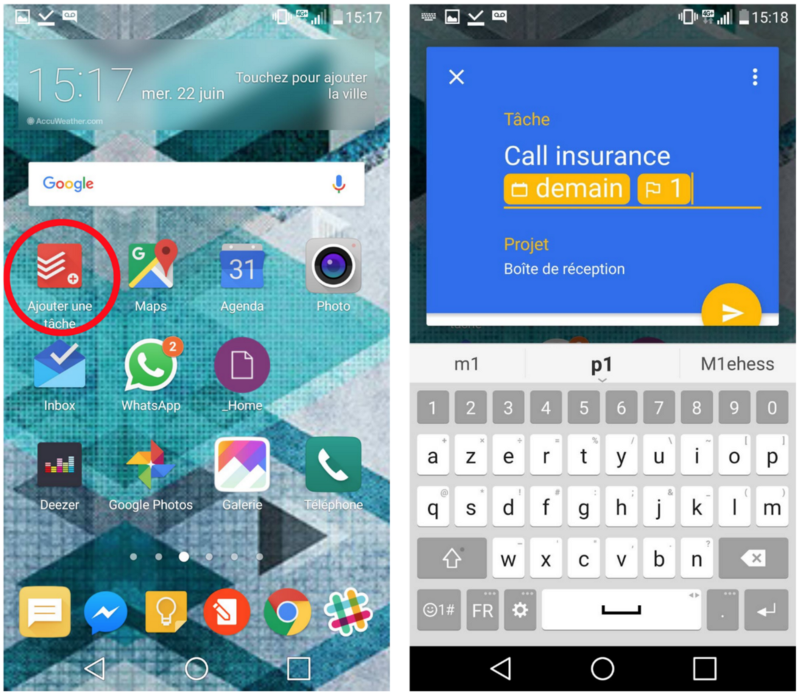 4G+ 15:17
15:17 mer. 22 juin
Touchez pour ajouter
la ville
AccuWeather.com
Google
G
31
Ajouter une
tâche
Maps
Agenda
Photo
2
Inbox
WhatsApp
_Home
Deezer
Google Photos
Galerie
Téléphone
4G+ 15:18
Tâche
Call insurance
demain 1
Projet
Boîte de réception
m1 p1 M1ehess
1 2 3 4 5 6 7 8 9 0
a z e r t y u i o p
q s d f g h j k l m
w x c v b n
1# FR .